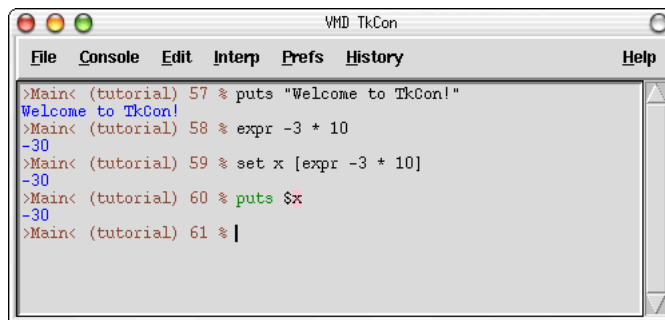 VMD TkCon
File Console Edit Interp Prefs History Help
>Main< (tutorial) 57 % puts "Welcome to TkCon!"
Welcome to TkCon!
>Main< (tutorial) 58 % expr -3 * 10
-30
>Main< (tutorial) 59 % set x [expr -3 * 10]
-30
>Main< (tutorial) 60 % puts $x
-30
>Main< (tutorial) 61 %